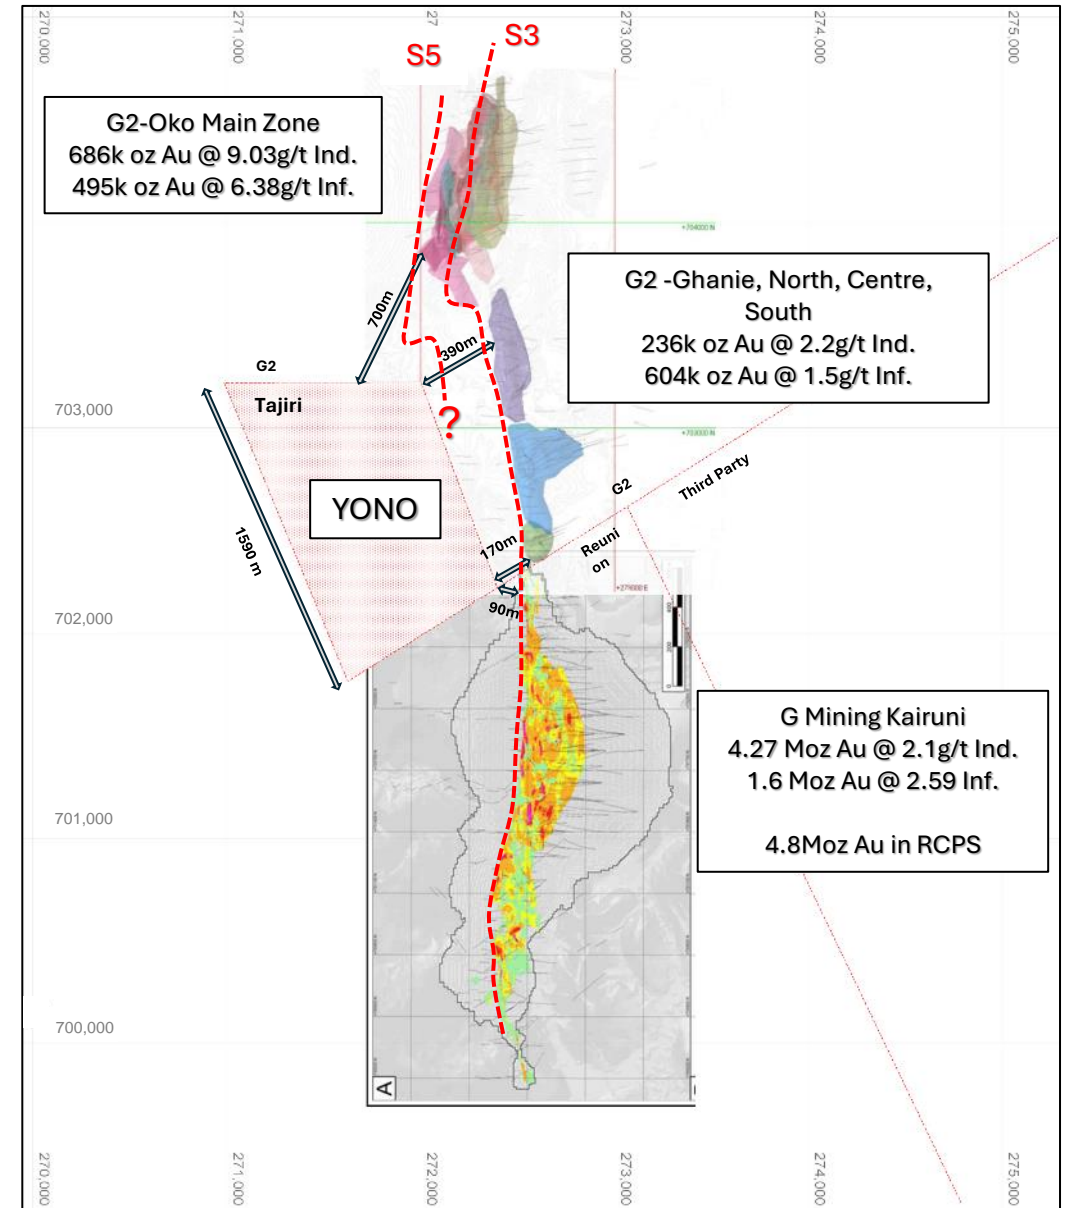 270,000
271,000
27
273,000
274,000
275,000
S5
S3
G2-Oko Main Zone
686k oz Au @ 9.03g/t Ind.
495k oz Au @ 6.38g/t Inf.
+704000 N
G2 -Ghanie, North, Centre,
South
236k oz Au @ 2.2g/t Ind.
604k oz Au @ 1.5g/t Inf.
700m
390m
G2
Tajiri
703,000
?
+703000 N
G2
Third Party
YONO
Reuni
on
1590 m
170m
90m
702,000
G Mining Kairuni
4.27 Moz Au @ 2.1g/t Ind.
1.6 Moz Au @ 2.59 Inf.
4.8Moz Au in RCPS
701,000
700,000
A
270,000
271,000
272,000
273,000
274,000
275,000